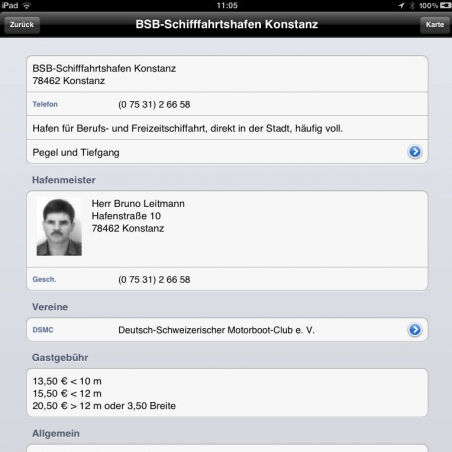 iPad 11:05 100%
Zurück BSB-Schifffahrtshafen Konstanz Karte
BSB-Schifffahrtshafen Konstanz
78462 Konstanz
Telefon (0 75 31) 2 66 58
Hafen für Berufs- und Freizeitschiffahrt, direkt in der Stadt, häufig voll.
Pegel und Tiefgang
Hafenmeister
Herr Bruno Leitmann
Hafenstraße 10
78462 Konstanz
Gesch. (0 75 31) 2 66 58
Vereine
DSMC Deutsch-Schweizerischer Motorboot-Club e. V.
Gastgebühr
13,50 € < 10 m
15,50 € < 12 m
20,50 € > 12 m oder 3,50 Breite
Allgemein